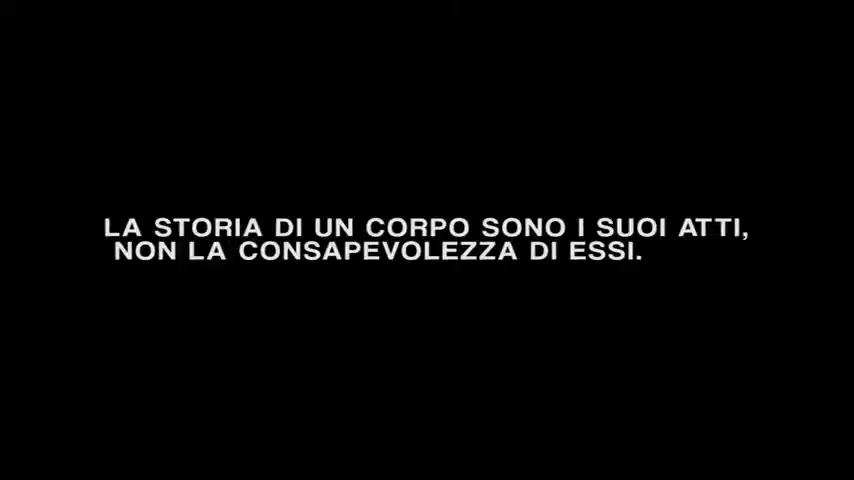 LA STORIA DI UN CORPO SONO I SUOI ATTI,
NON LA CONSAPEVOLEZZA DI ESSI.